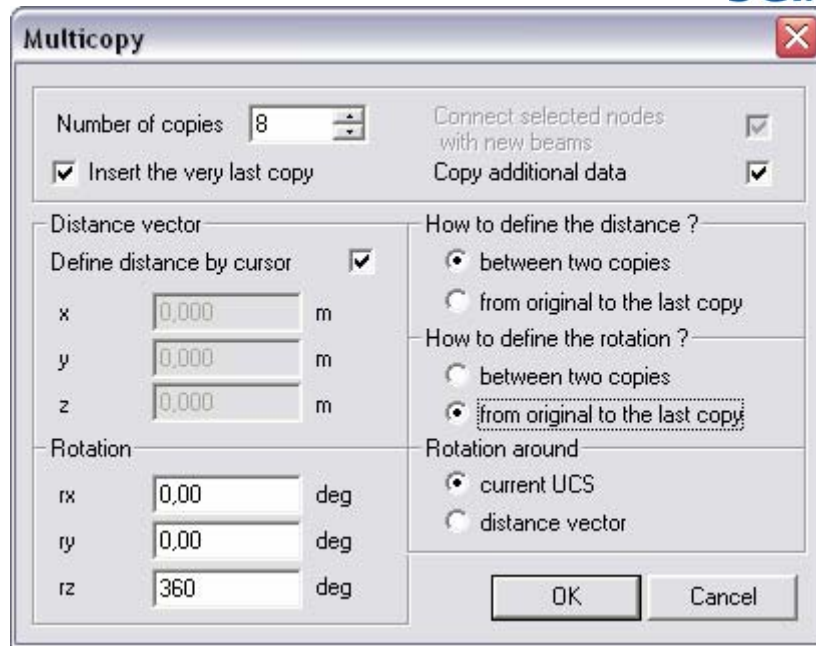 Multicopy
Number of copies 8
Connect selected nodes
with new beams
Insert the very last copy
Copy additional data
Distance vector
Define distance by cursor
x 0,000 m
y 0,000 m
z 0,000 m
How to define the distance ?
between two copies
from original to the last copy
How to define the rotation ?
between two copies
from original to the last copy
Rotation
rx 0,00 deg
ry 0,00 deg
rz 360 deg
Rotation around
current UCS
distance vector
OK
Cancel